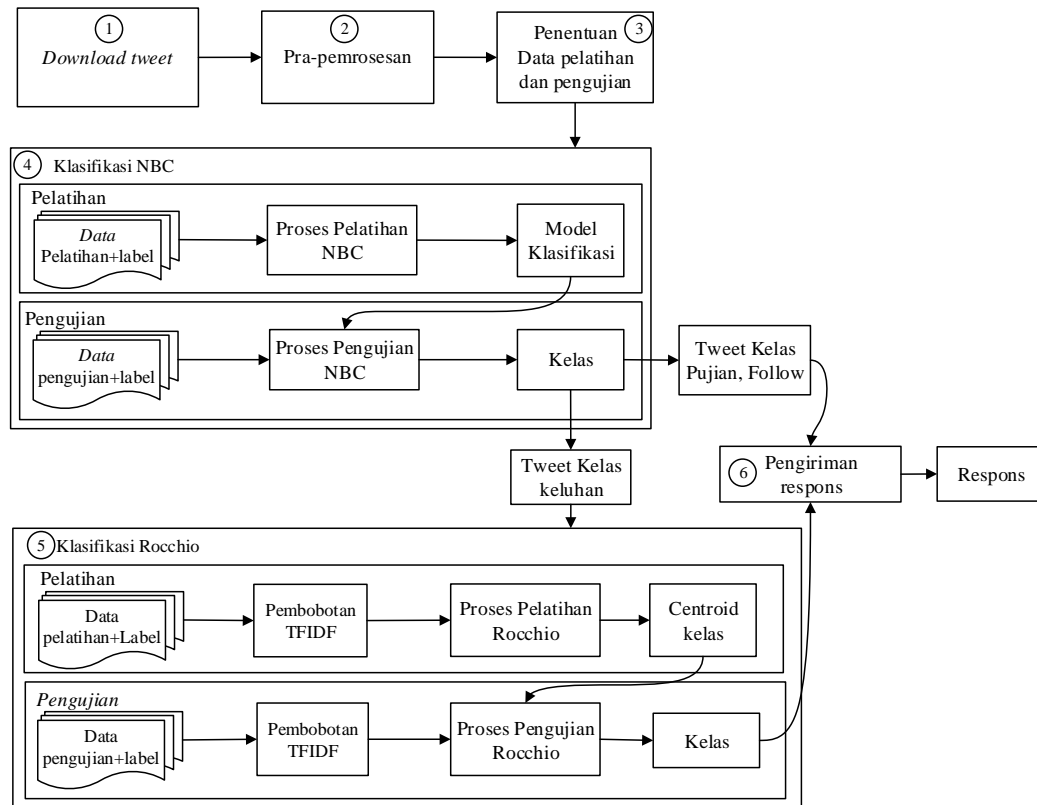 1
Download tweet
2
Pra-pemrosesan
3
Penentuan
Data pelatihan
dan pengujian
4
Klasifikasi NBC
Pelatihan
Data
Pelatihan+label
Proses Pelatihan
NBC
Model
Klasifikasi
Pengujian
Data
pengujian+label
Proses Pengujian
NBC
Kelas
Tweet Kelas
Pujian, Follow
Tweet Kelas
keluhan
6
Pengiriman
respons
Respons
5
Klasifikasi Rocchio
Pelatihan
Data
pelatihan+Label
Pembobotan
TFIDF
Proses Pelatihan
Rocchio
Centroid
kelas
Pengujian
Data
pengujian+label
Pembobotan
TFIDF
Proses Pengujian
Rocchio
Kelas